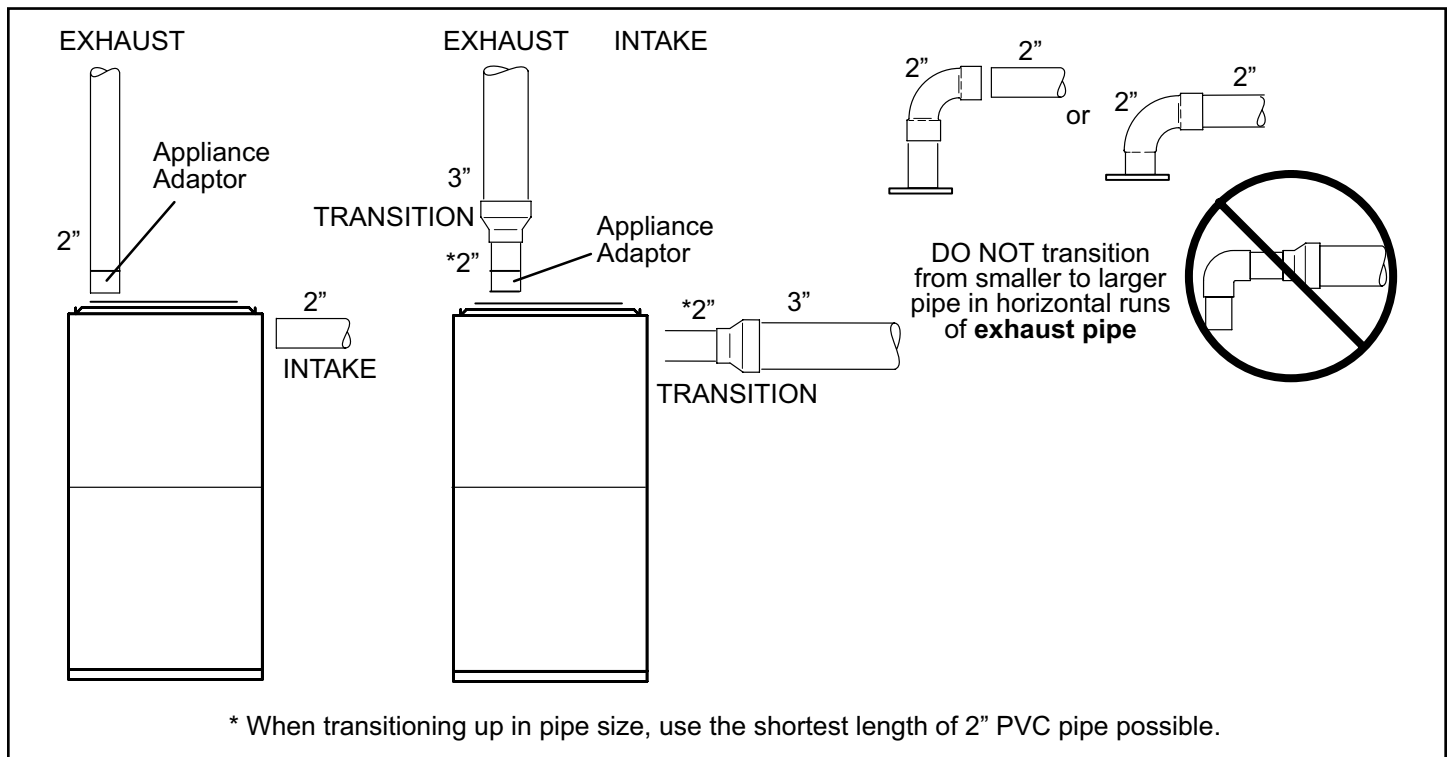 EXHAUST
Appliance
Adaptor
2”
2”
INTAKE
EXHAUST
INTAKE
3”
TRANSITION
*2”
Appliance
Adaptor
*2”
3”
TRANSITION
2”
2”
or
2”
2”
DO NOT transition
from smaller to larger
pipe in horizontal runs
of exhaust pipe
* When transitioning up in pipe size, use the shortest length of 2” PVC pipe possible.